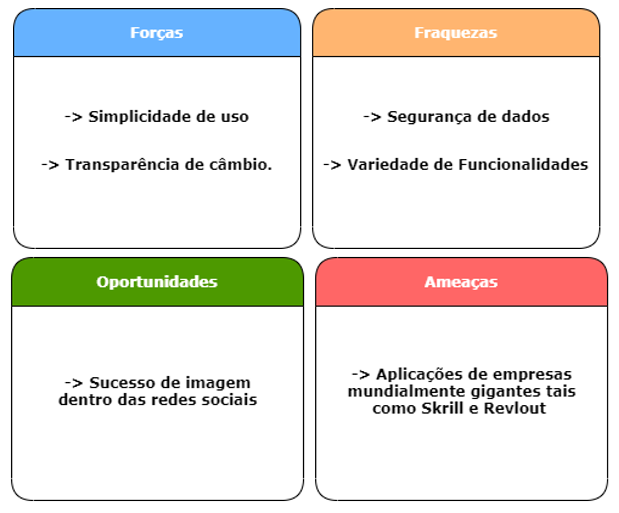 Forças
-> Simplicidade de uso
-> Transparência de câmbio.
Fraquezas
-> Segurança de dados
-> Variedade de Funcionalidades
Oportunidades
-> Sucesso de imagem
dentro das redes sociais
Ameaças
-> Aplicações de empresas
mundialmente gigantes tais
como Skrill e Revlout